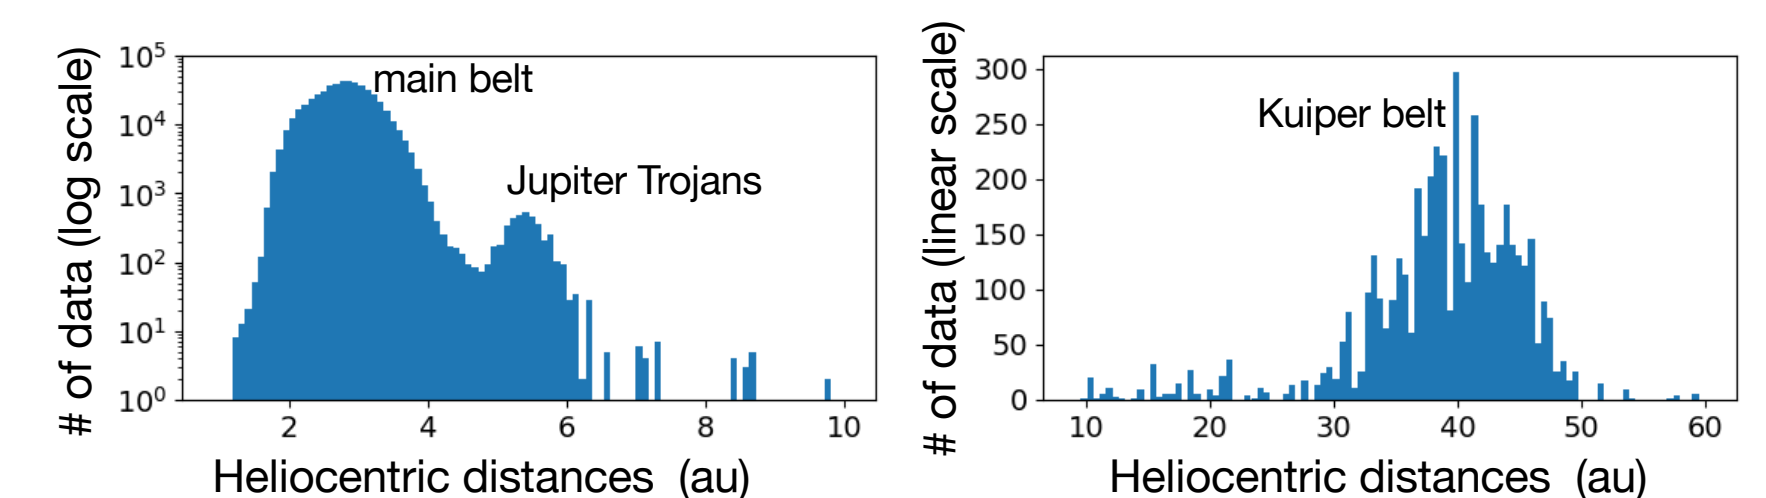 # of data (log scale)
10^5
10^4
10^3
10^2
10^1
10^0
main belt
Jupiter Trojans
2 4 6 8 10
Heliocentric distances (au)
# of data (linear scale)
300
250
200
150
100
50
0
Kuiper belt
10 20 30 40 50 60
Heliocentric distances (au)